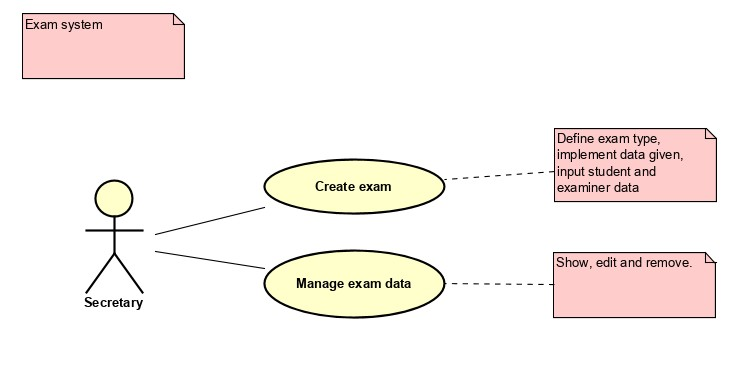 Exam system
Define exam type,
implement data given,
input student and
examiner data
Create exam
Show, edit and remove.
Manage exam data
Secretary